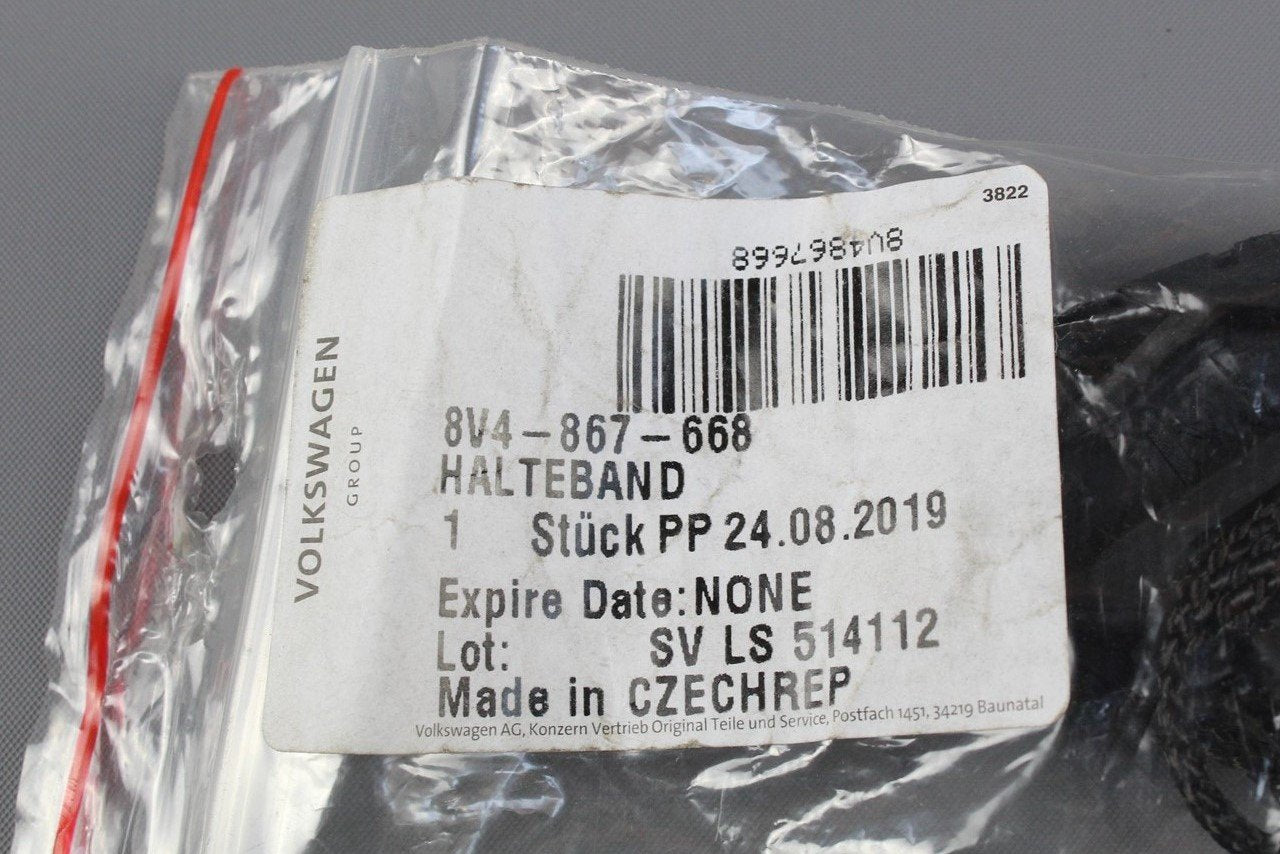 3822
8V4867668
VOLKSWAGEN
GROUP
8V4-867-668
HALTEBAND
1 Stück PP 24.08.2019
Expire Date:NONE
Lot: SV LS 514112
Made in CZECHREP
Volkswagen AG, Konzern Vertrieb Original Teile und Service, Postfach 1451, 34219 Baunatal